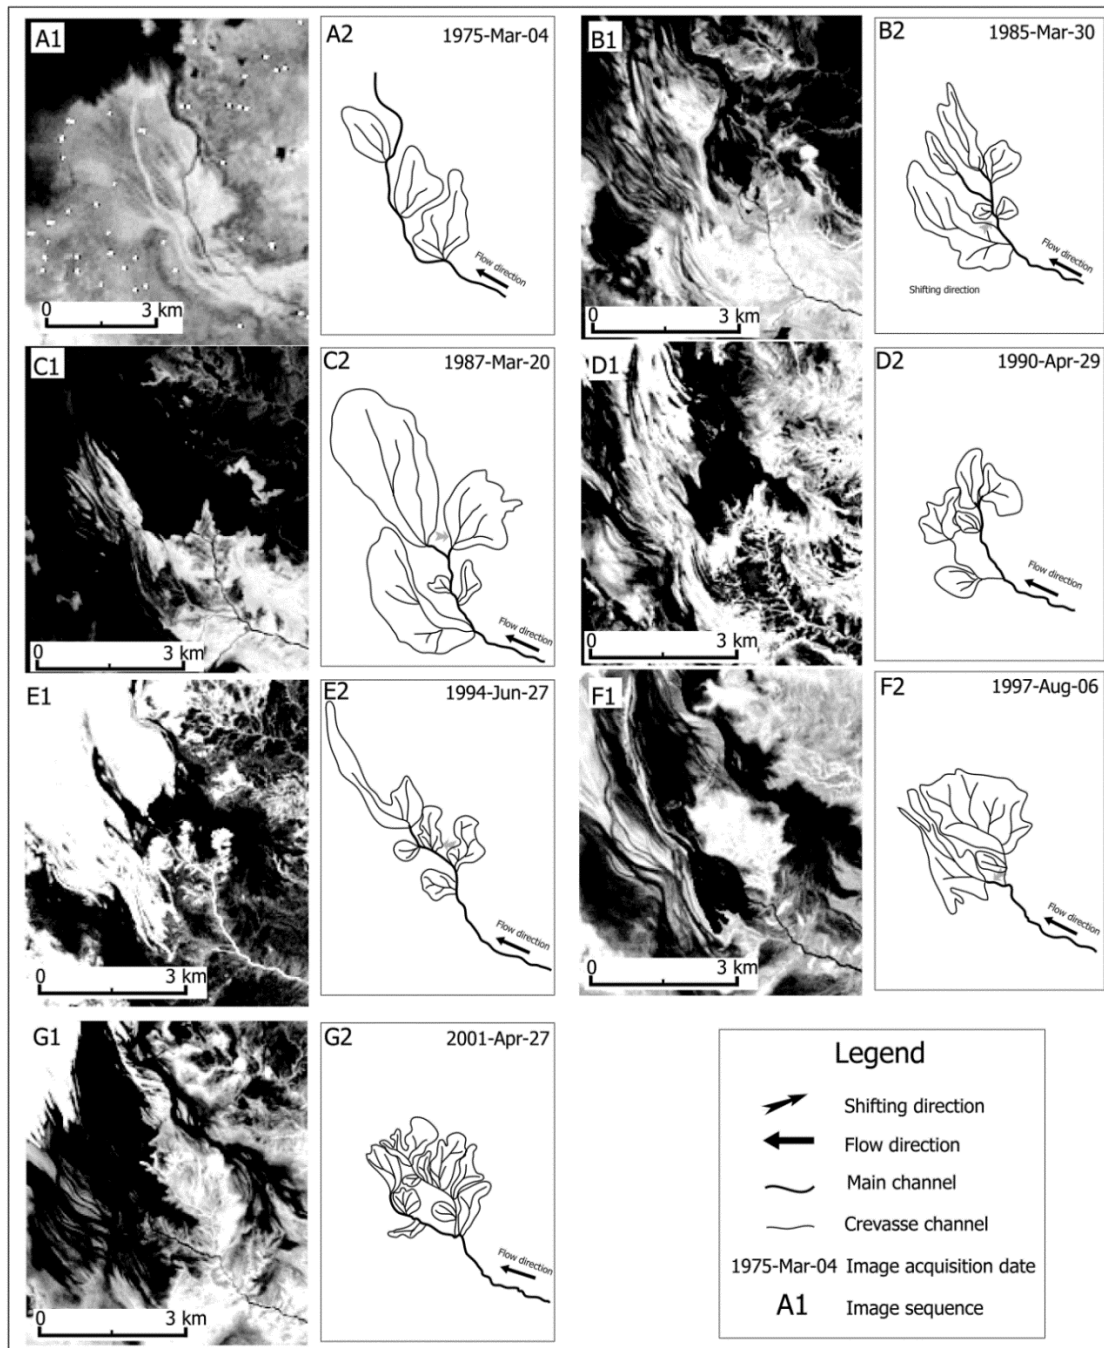 A1
0 3 km
A2 1975-Mar-04
Flow direction
B1
0 3 km
B2 1985-Mar-30
Flow direction
Shifting direction
C1
0 3 km
C2 1987-Mar-20
Flow direction
D1
0 3 km
D2 1990-Apr-29
Flow direction
E1
0 3 km
E2 1994-Jun-27
Flow direction
F1
0 3 km
F2 1997-Aug-06
Flow direction
G1
0 3 km
G2 2001-Apr-27
Flow direction
Legend
Shifting direction
Flow direction
Main channel
Crevasse channel
1975-Mar-04 Image acquisition date
A1 Image sequence